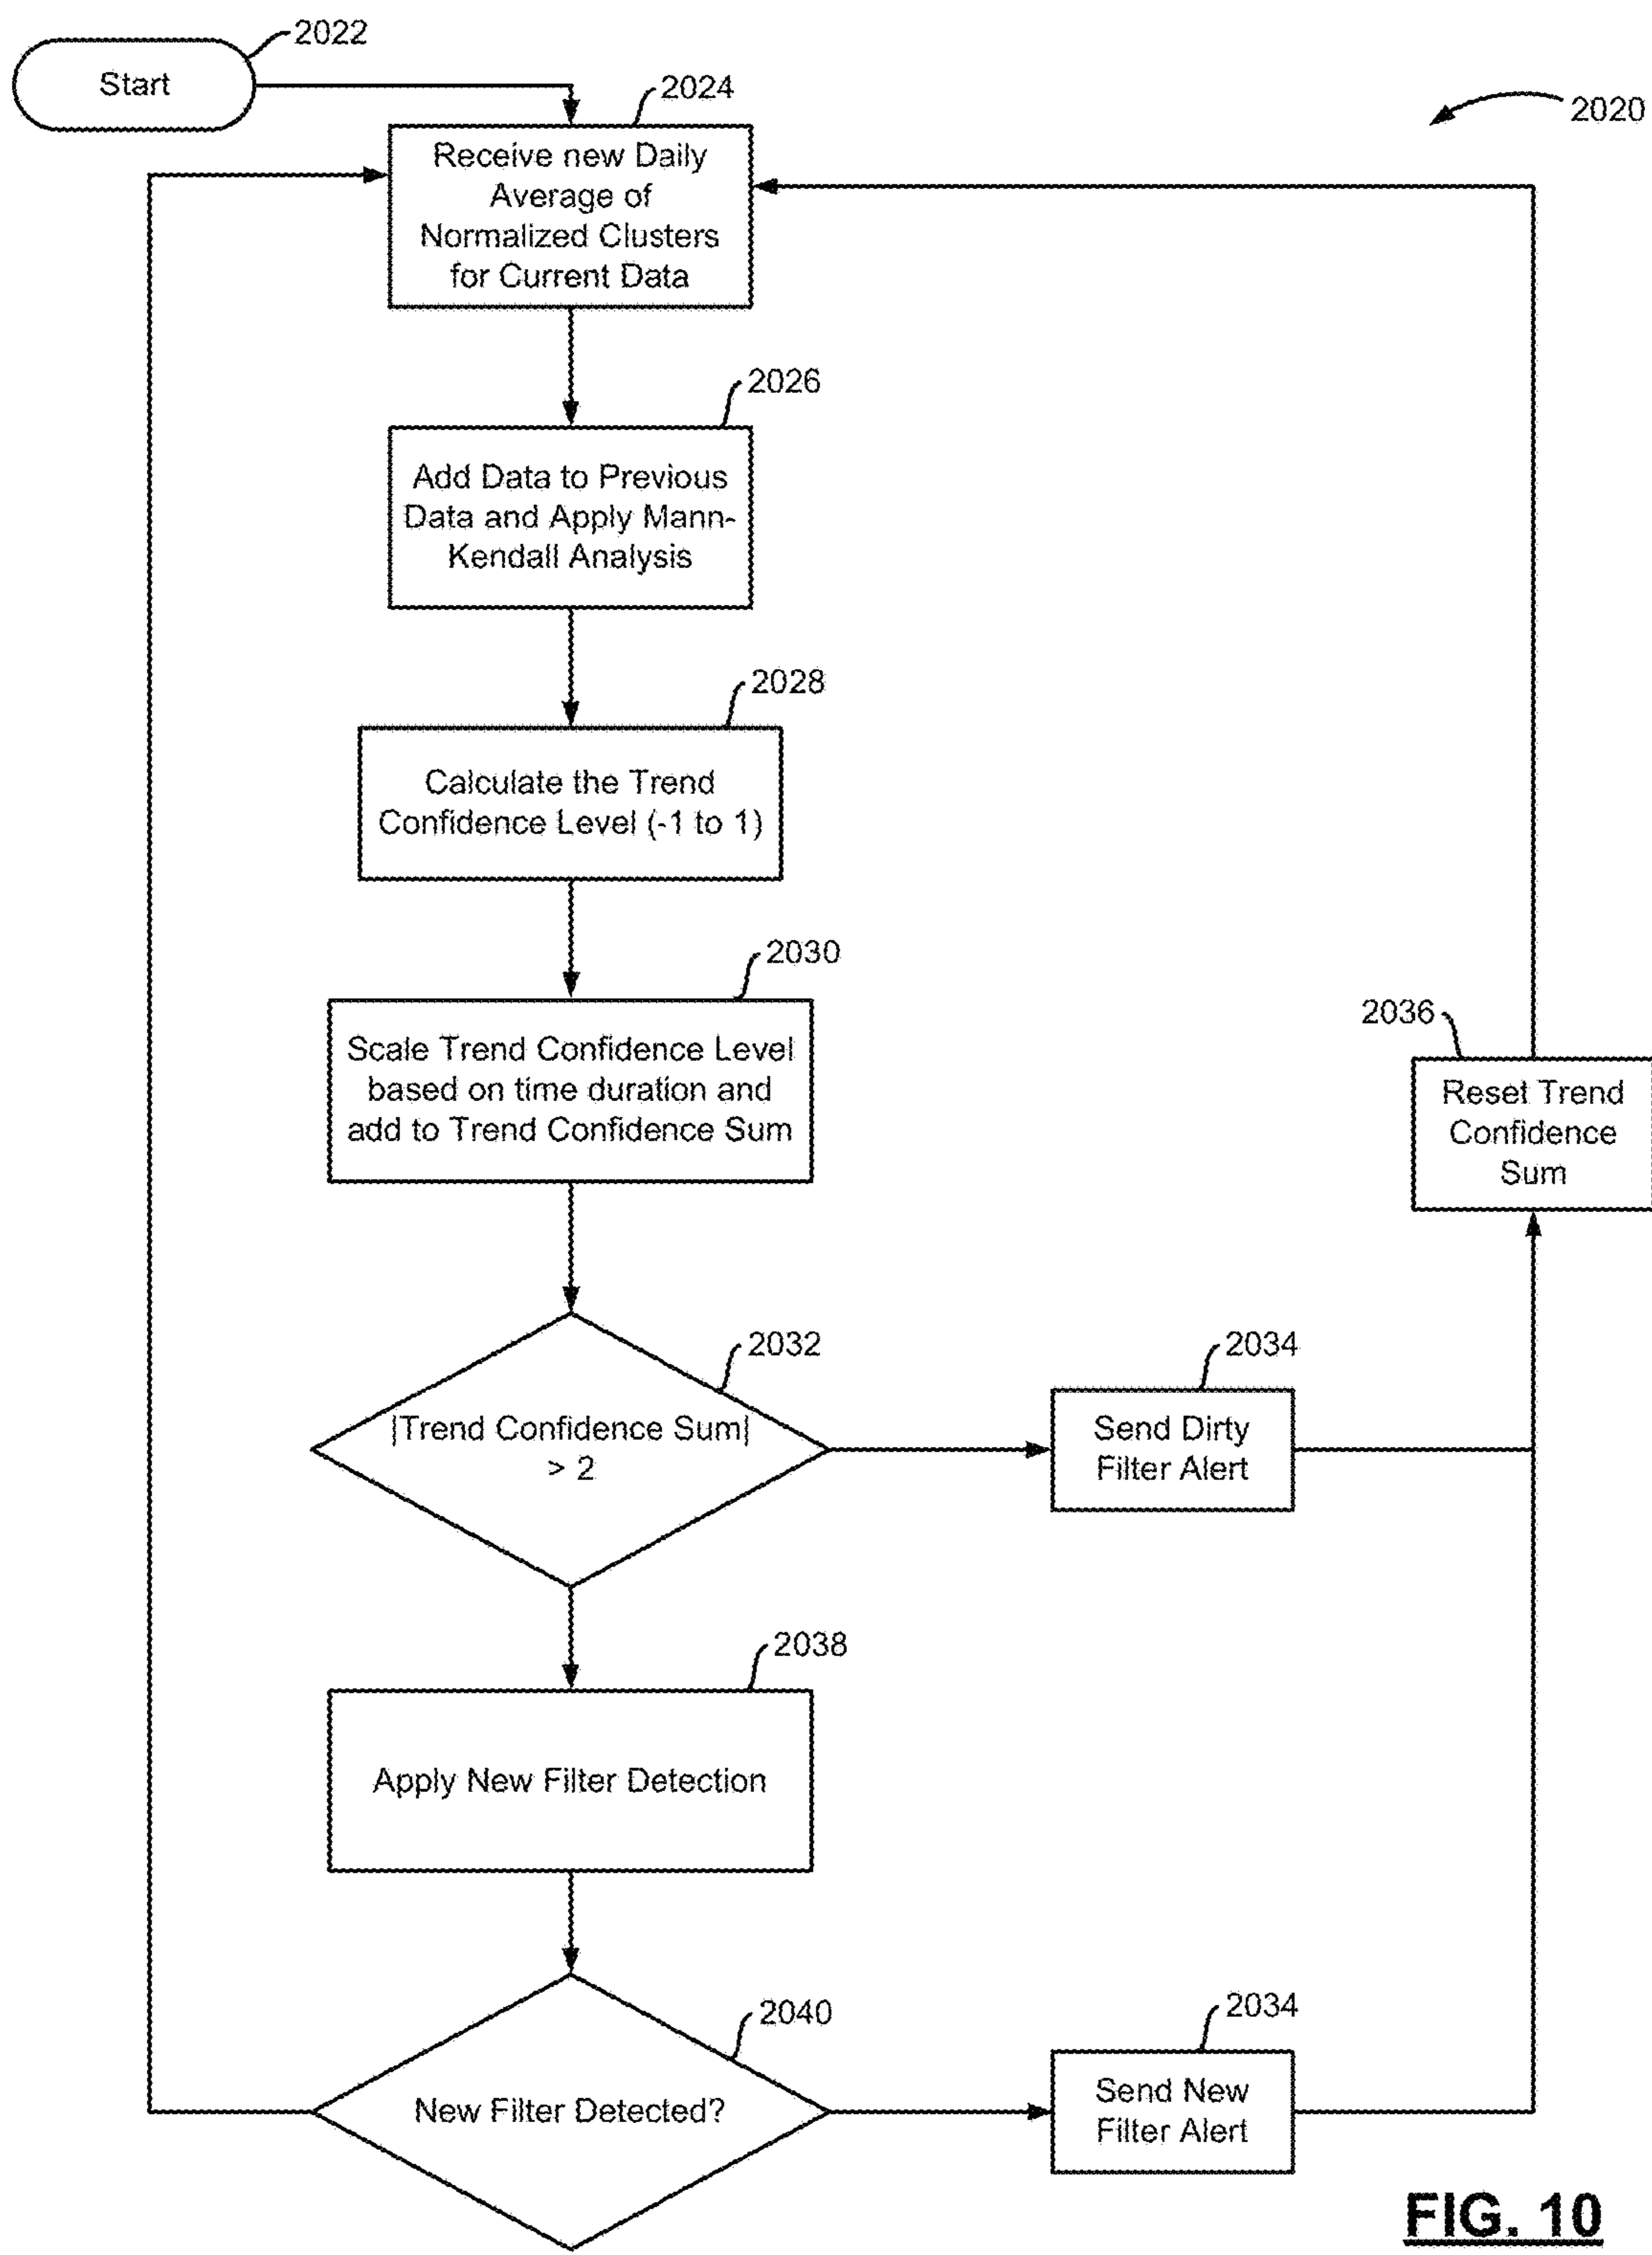 2022
Start
2024
2020
Receive new Daily
Average of
Normalized Clusters
for Current Data
2026
Add Data to Previous
Data and Apply Mann-
Kendall Analysis
2028
Calculate the Trend
Confidence Level (-1 to 1)
2030
Scale Trend Confidence Level
based on time duration and
add to Trend Confidence Sum
2036
Reset Trend
Confidence
Sum
2032
|Trend Confidence Sum|
> 2
2034
Send Dirty
Filter Alert
2038
Apply New Filter Detection
2040
New Filter Detected?
2034
Send New
Filter Alert
FIG. 10